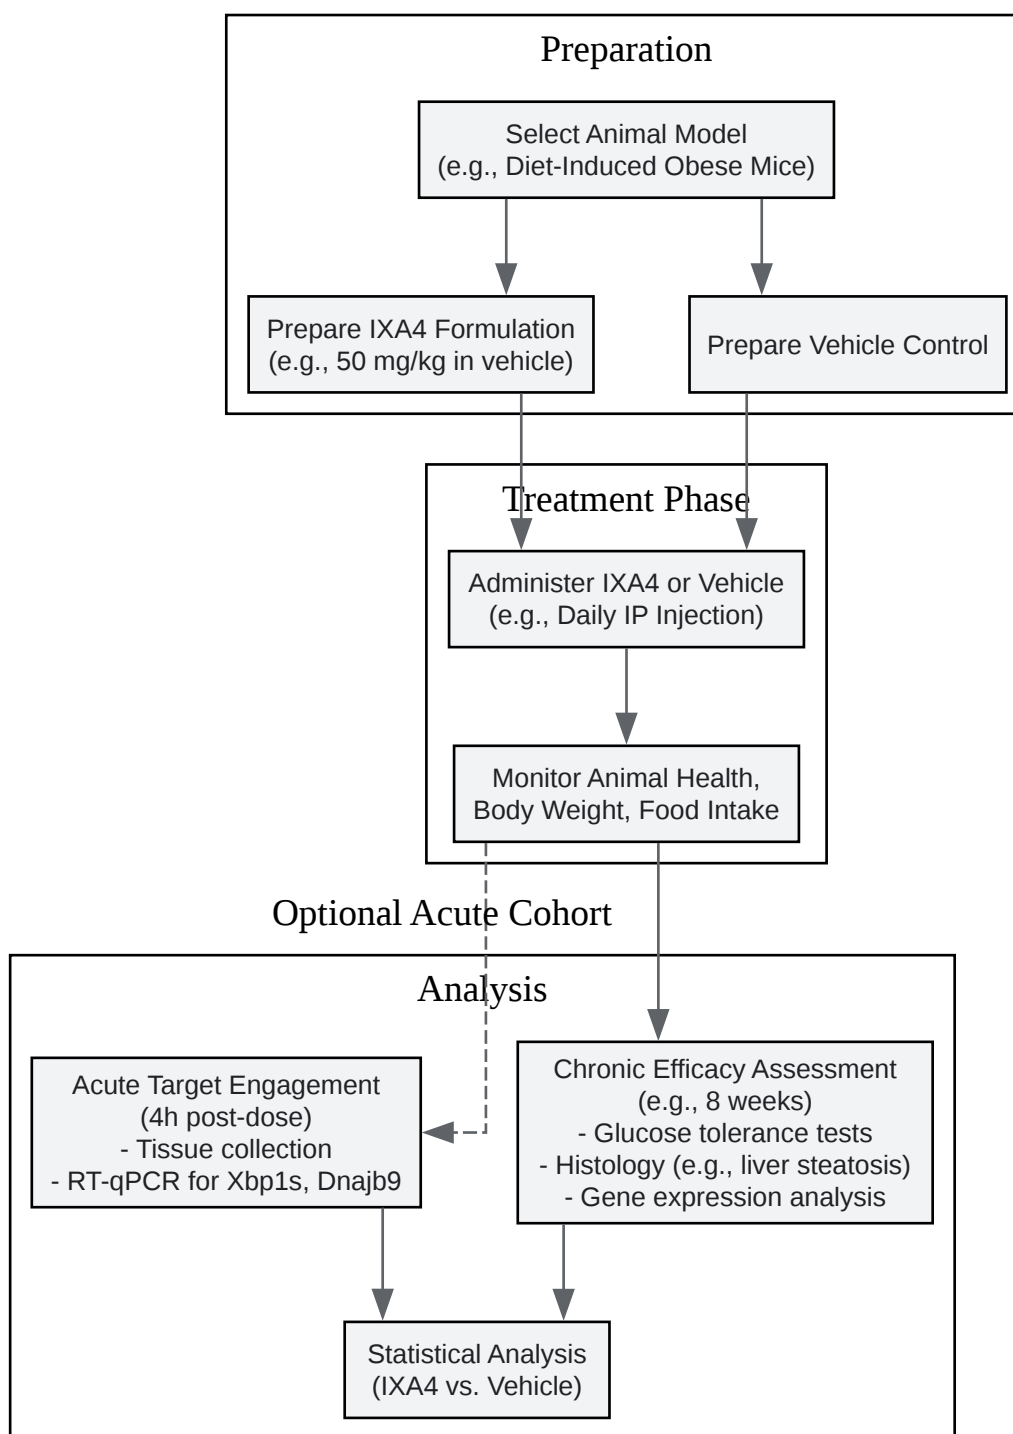 Preparation
Select Animal Model
(e.g., Diet-Induced Obese Mice)
Prepare IXA4 Formulation
(e.g., 50 mg/kg in vehicle)
Prepare Vehicle Control
Treatment Phase
Administer IXA4 or Vehicle
(e.g., Daily IP Injection)
Monitor Animal Health,
Body Weight, Food Intake
Optional Acute Cohort
Analysis
Acute Target Engagement
(4h post-dose)
- Tissue collection
- RT-qPCR for Xbp1s, Dnajb9
Chronic Efficacy Assessment
(e.g., 8 weeks)
- Glucose tolerance tests
- Histology (e.g., liver steatosis)
- Gene expression analysis
Statistical Analysis
(IXA4 vs. Vehicle)